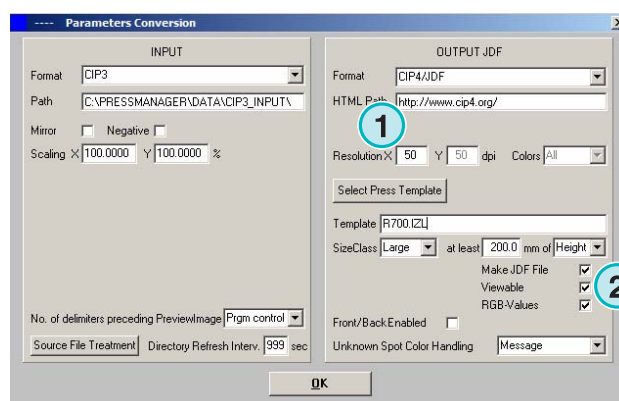 ---- Parameters Conversion
INPUT
Format CIP3
Path C:\PRESSMANAGER\DATA\CIP3_INPUT\
Mirror Negative
Scaling X 100.0000 Y 100.0000 %
No. of delimiters preceding PreviewImage Prgm control
Source File Treatment Directory Refresh Interv. 999 sec
OUTPUT JDF
Format CIP4/JDF
HTML Path http://www.cip4.org/
1
Resolution X 50 Y 50 dpi Colors All
Select Press Template
Template R700.IZL
SizeClass Large at least 200.0 mm of Height
Make JDF File
Viewable
2
RGB-Values
Front/Back Enabled
Unknown Spot Color Handling Message
OK